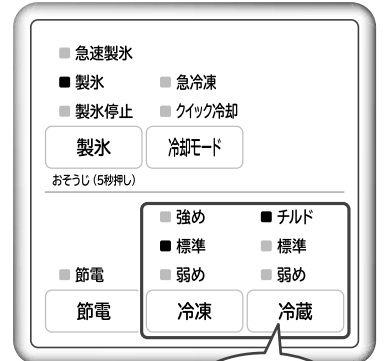 急速製氷
製氷 急冷凍
製氷停止 クイック冷却
製氷 冷却モード
おそうじ (5秒押し)
強め チルド
標準 標準
節電 弱め 弱め
節電 冷凍 冷蔵